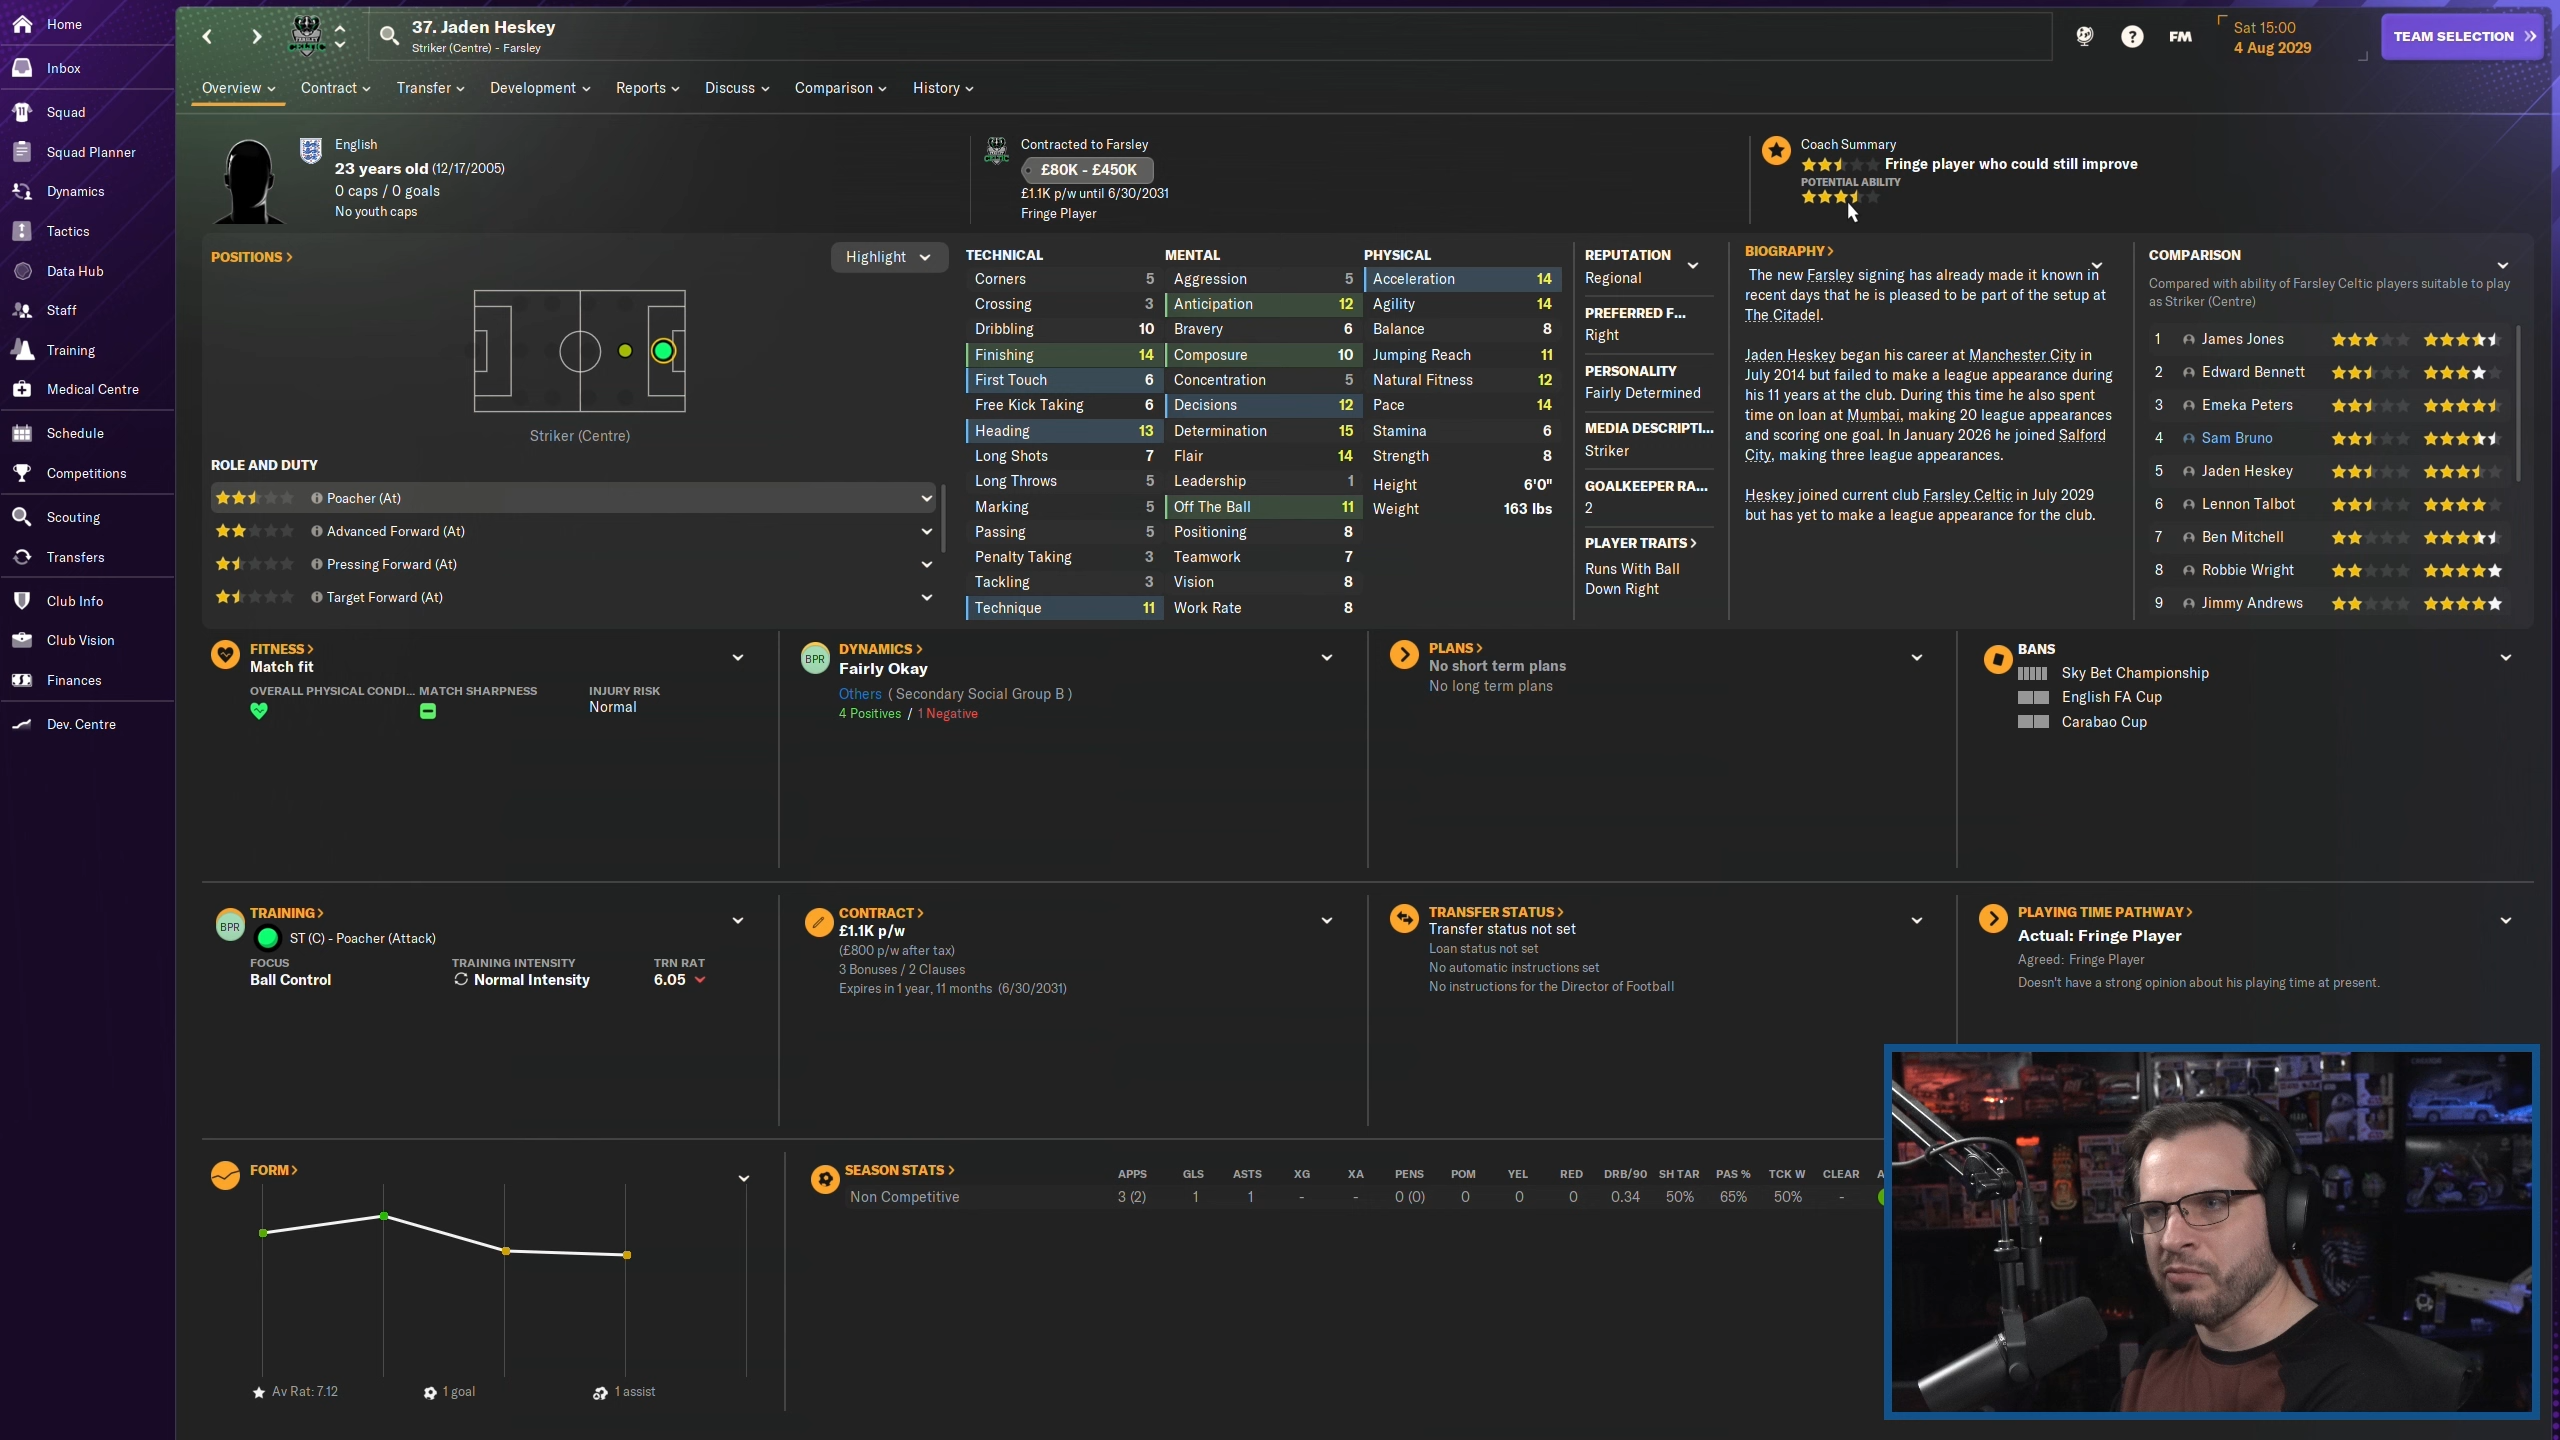 Home
Inbox
Squad
Squad Planner
Dynamics
Tactics
Data Hub
Staff
Training
Medical Centre
Schedule
Competitions
Scouting
Transfers
Club Info
Club Vision
Finances
Dev. Centre
37. Jaden Heskey
Striker (Centre) - Farsley
FM
Sat 15:00
4 Aug 2029
TEAM SELECTION
Overview Contract Transfer Development Reports Discuss Comparison History
English
23 years old (12/17/2005)
0 caps / 0 goals
No youth caps
Contracted to Farsley
£80K - £450K
£1.1K p/w until 6/30/2031
Fringe Player
Coach Summary
Fringe player who could still improve
POTENTIAL ABILITY
POSITIONS >
Highlight
Striker (Centre)
ROLE AND DUTY
Poacher (At)
Advanced Forward (At)
Pressing Forward (At)
Target Forward (At)
TECHNICAL
Corners 5
Crossing 3
Dribbling 10
Finishing 14
First Touch 6
Free Kick Taking 6
Heading 13
Long Shots 7
Long Throws 5
Marking 5
Passing 5
Penalty Taking 3
Tackling 3
Technique 11
MENTAL
Aggression 5
Anticipation 12
Bravery 6
Composure 10
Concentration 5
Decisions 12
Determination 15
Flair 14
Leadership 1
Off The Ball 11
Positioning 8
Teamwork 7
Vision 8
Work Rate 8
PHYSICAL
Acceleration 14
Agility 14
Balance 8
Jumping Reach 11
Natural Fitness 12
Pace 14
Stamina 6
Strength 8
Height 6'0"
Weight 163 lbs
REPUTATION
Regional
PREFERRED F...
Right
PERSONALITY
Fairly Determined
MEDIA DESCRIPTI...
Striker
GOALKEEPER RA...
2
PLAYER TRAITS >
Runs With Ball
Down Right
BIOGRAPHY >
The new Farsley signing has already made it known in
recent days that he is pleased to be part of the setup at
The Citadel.
Jaden Heskey began his career at Manchester City in
July 2014 but failed to make a league appearance during
his 11 years at the club. During this time he also spent
time on loan at Mumbai, making 20 league appearances
and scoring one goal. In January 2026 he joined Salford
City, making three league appearances.
Heskey joined current club Farsley Celtic in July 2029
but has yet to make a league appearance for the club.
COMPARISON
Compared with ability of Farsley Celtic players suitable to play
as Striker (Centre)
1 James Jones
2 Edward Bennett
3 Emeka Peters
4 Sam Bruno
5 Jaden Heskey
6 Lennon Talbot
7 Ben Mitchell
8 Robbie Wright
9 Jimmy Andrews
FITNESS >
Match fit
OVERALL PHYSICAL CONDI... MATCH SHARPNESS INJURY RISK
Normal
BPR
DYNAMICS >
Fairly Okay
Others ( Secondary Social Group B )
4 Positives / 1 Negative
PLANS >
No short term plans
No long term plans
BANS
Sky Bet Championship
English FA Cup
Carabao Cup
BPR
TRAINING >
ST (C) - Poacher (Attack)
FOCUS TRAINING INTENSITY TRN RAT
Ball Control Normal Intensity 6.05
CONTRACT >
£1.1K p/w
(£800 p/w after tax)
3 Bonuses / 2 Clauses
Expires in 1 year, 11 months (6/30/2031)
TRANSFER STATUS >
Transfer status not set
Loan status not set
No automatic instructions set
No instructions for the Director of Football
PLAYING TIME PATHWAY >
Actual: Fringe Player
Agreed: Fringe Player
Doesn't have a strong opinion about his playing time at present.
FORM >
Av Rat: 7.12 1 goal 1 assist
SEASON STATS > APPS GLS ASTS XG XA PENS POM YEL RED DRB/90 SH TAR PAS % TCK W CLEAR
Non Competitive 3 (2) 1 1 - - 0 (0) 0 0 0 0.34 50% 65% 50% -